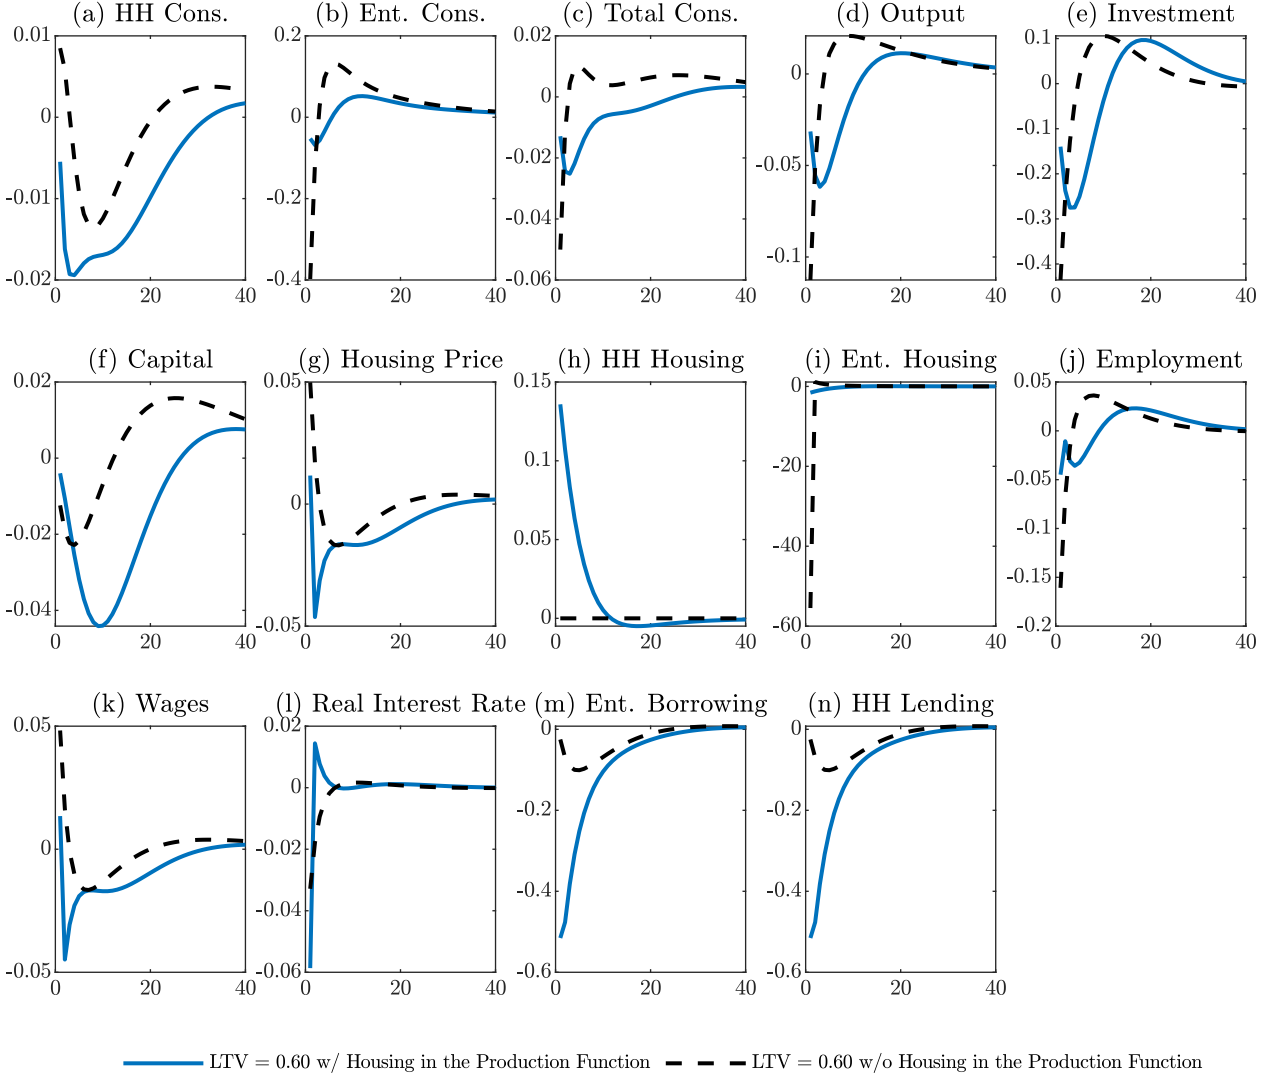 (a) HH Cons.
(b) Ent. Cons.
(c) Total Cons.
(d) Output
(e) Investment
0.01
0
-0.01
-0.02
0 20 40
0.2
0
-0.2
-0.4
0 20 40
0.02
0
-0.02
-0.04
-0.06
0 20 40
0
-0.05
-0.1
0 20 40
0.1
0
-0.1
-0.2
-0.3
-0.4
0 20 40
(f) Capital
(g) Housing Price
(h) HH Housing
(i) Ent. Housing
(j) Employment
0.02
0
-0.02
-0.04
0 20 40
0.05
0
-0.05
0 20 40
0.15
0.1
0.05
0
0 20 40
0
-20
-40
-60
0 20 40
0.05
0
-0.05
-0.1
-0.15
-0.2
0 20 40
(k) Wages
(l) Real Interest Rate
(m) Ent. Borrowing
(n) HH Lending
0.05
0
-0.05
0 20 40
0.02
0
-0.02
-0.04
-0.06
0 20 40
0
-0.2
-0.4
-0.6
0 20 40
0
-0.2
-0.4
-0.6
0 20 40
LTV = 0.60 w/ Housing in the Production Function
LTV = 0.60 w/o Housing in the Production Function